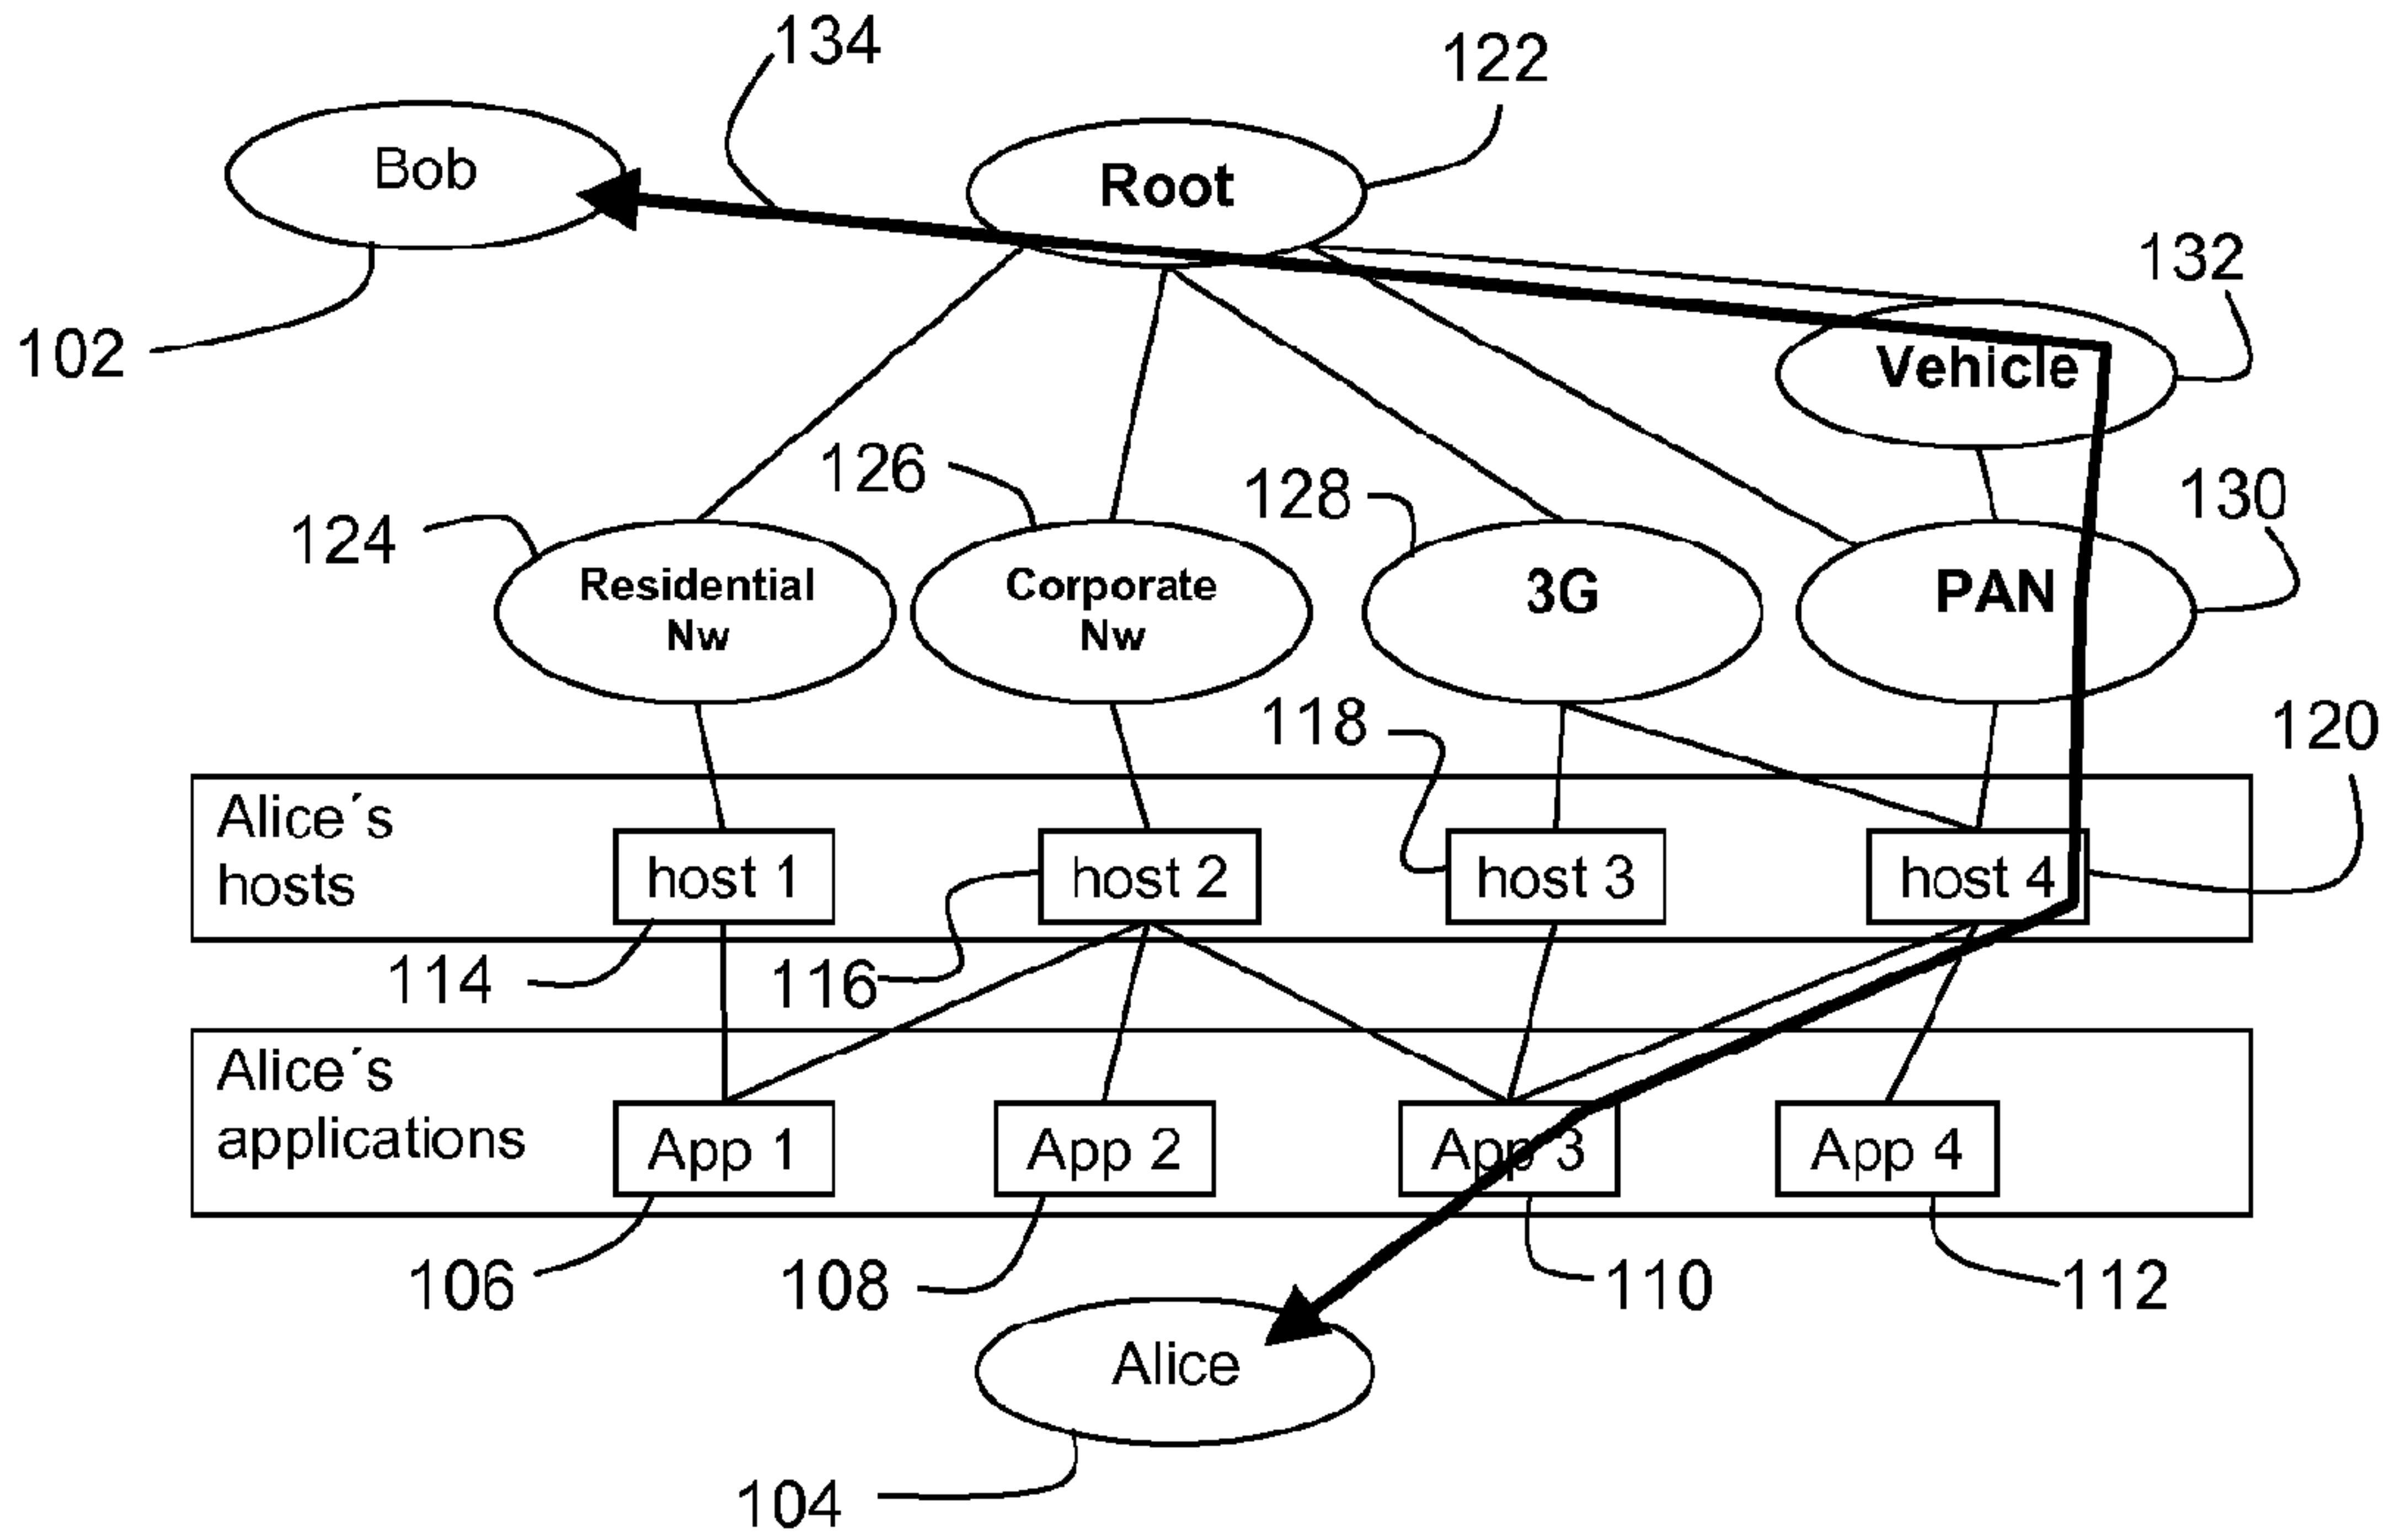 134
122
Bob
Root
132
102
Vehicle
126
128
130
124
Residential
Nw
Corporate
Nw
3G
PAN
118
120
Alice´s
hosts
host 1
host 2
host 3
host 4
114
116
Alice´s
applications
App 1
App 2
App 3
App 4
106
108
110
112
Alice
104